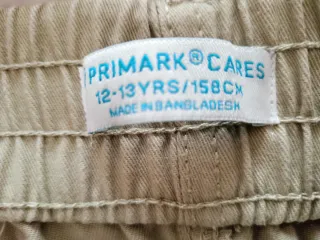 PRIMARK® CARES
12-13YRS/158CM
MADE IN BANGLADESH